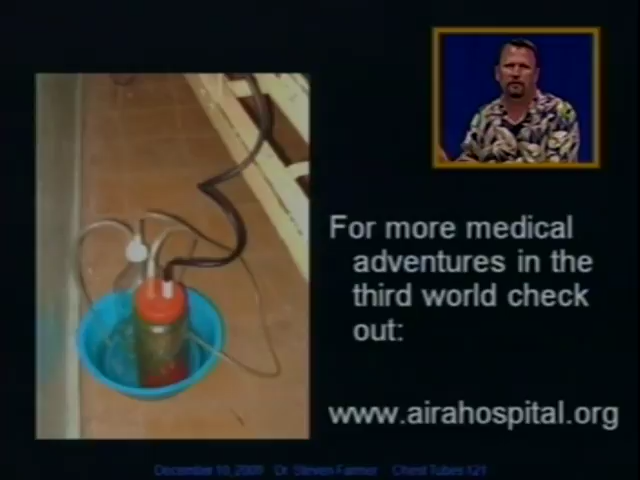 For more medical
adventures in the
third world check
out:
www.airahospital.org
December 10, 2009 Dr. Steven Farmer Chest Tubes 121